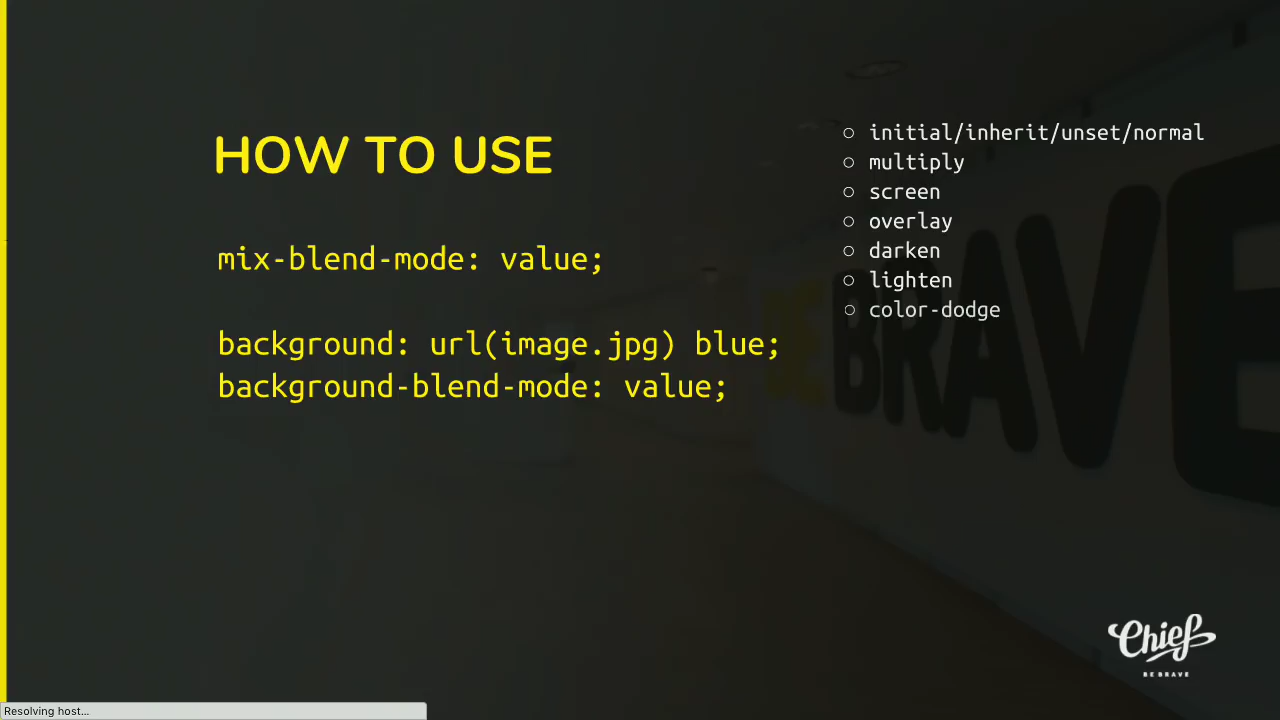 HOW TO USE
mix-blend-mode: value;
background: url(image.jpg) blue;
background-blend-mode: value;
initial/inherit/unset/normal
multiply
screen
overlay
darken
lighten
color-dodge
BE BRAVE
Chief
BE BRAVE
Resolving host...